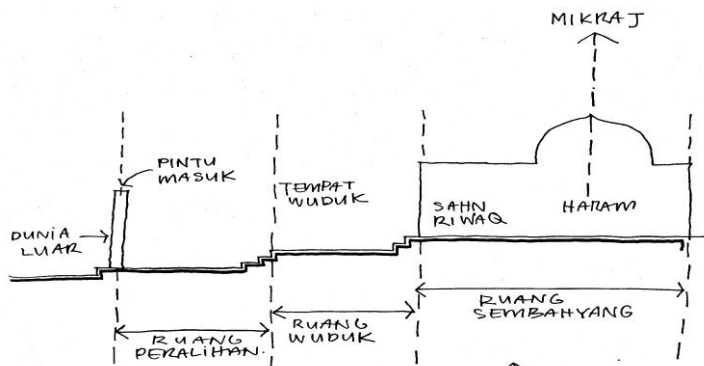 MIKRAJ
PINTU
MASUK
TEMPAT
WUDUK
SAHN
RIWAQ
HARAM
DUNIA
LUAR
RUANG
PERALIHAN.
RUANG
WUDUK
RUANG
SEMBAHYANG